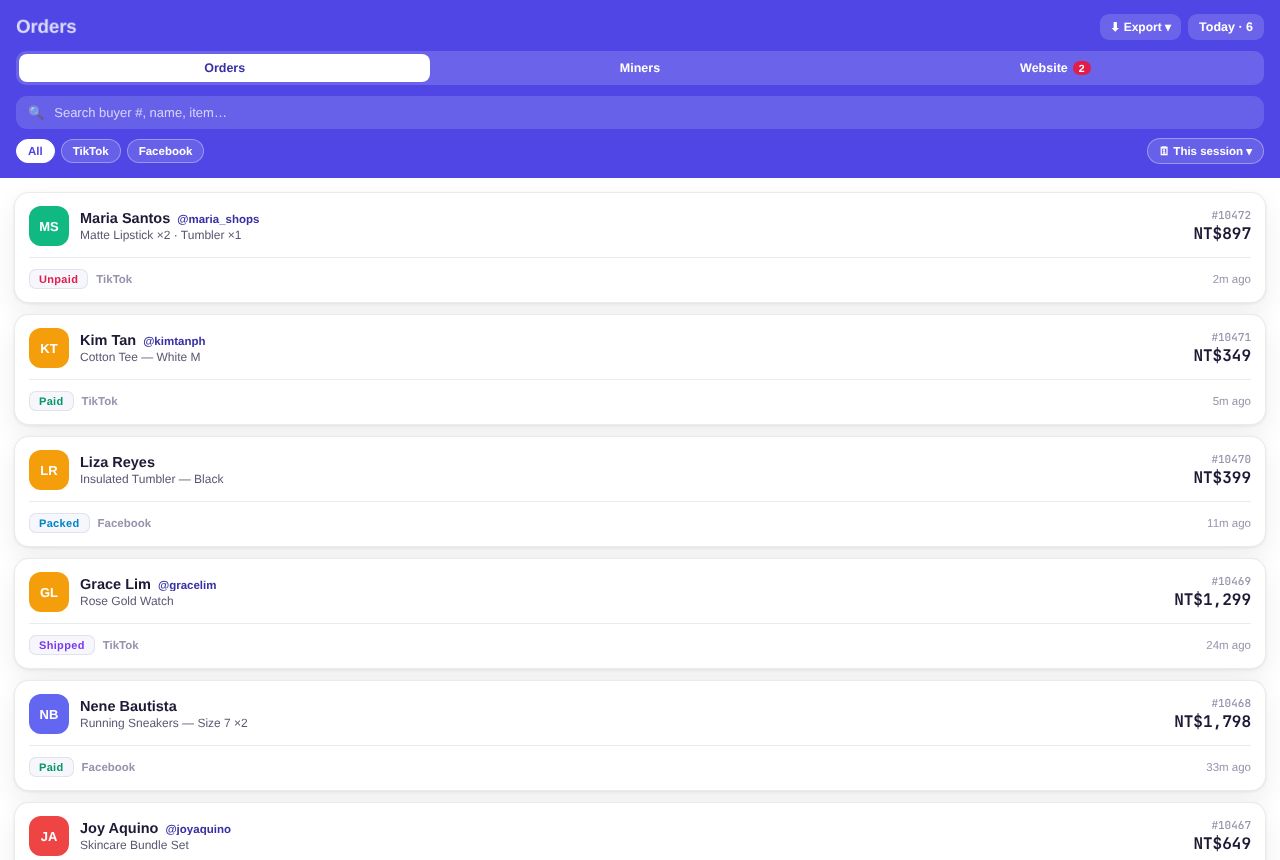 Orders
⬇ Export ▾
Today · 6
Orders
Miners
Website 2
🔍 Search buyer #, name, item…
All
TikTok
Facebook
🗓 This session ▾
MS
Maria Santos @maria_shops
Matte Lipstick ×2 · Tumbler ×1
#10472
NT$897
Unpaid TikTok
2m ago
KT
Kim Tan @kimtanph
Cotton Tee — White M
#10471
NT$349
Paid TikTok
5m ago
LR
Liza Reyes
Insulated Tumbler — Black
#10470
NT$399
Packed Facebook
11m ago
GL
Grace Lim @gracelim
Rose Gold Watch
#10469
NT$1,299
Shipped TikTok
24m ago
NB
Nene Bautista
Running Sneakers — Size 7 ×2
#10468
NT$1,798
Paid Facebook
33m ago
JA
Joy Aquino @joyaquino
Skincare Bundle Set
#10467
NT$649